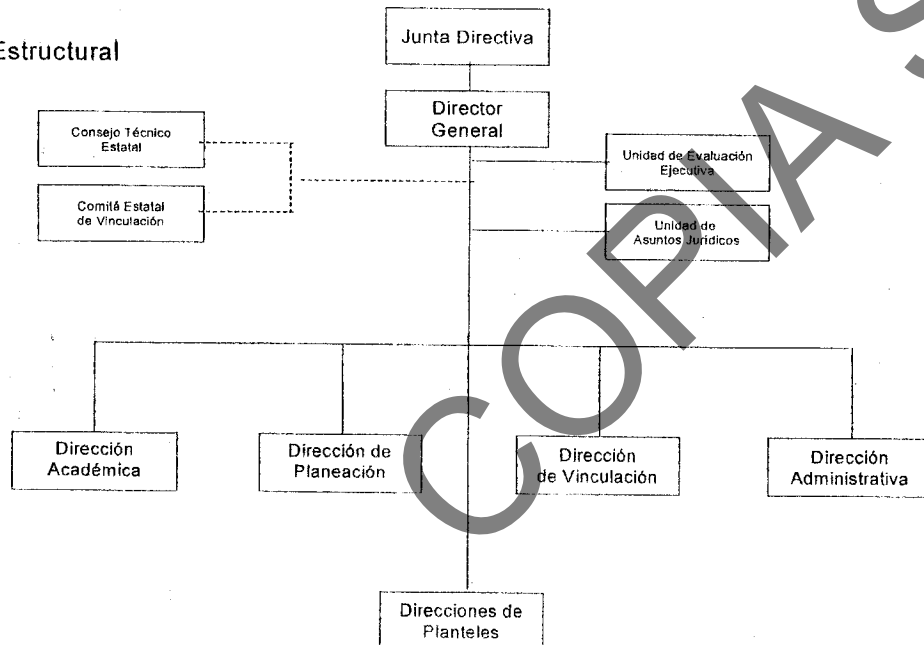 Estructural
Junta Directiva
Director
General
Consejo Técnico
Estatal
Comité Estatal
de Vinculación
Unidad de Evaluación
Ejecutiva
Unidad de
Asuntos Jurídicos
Dirección
Académica
Dirección de
Planeación
Dirección
de Vinculación
Dirección
Administrativa
Direcciones de
Planteles
COPIA S